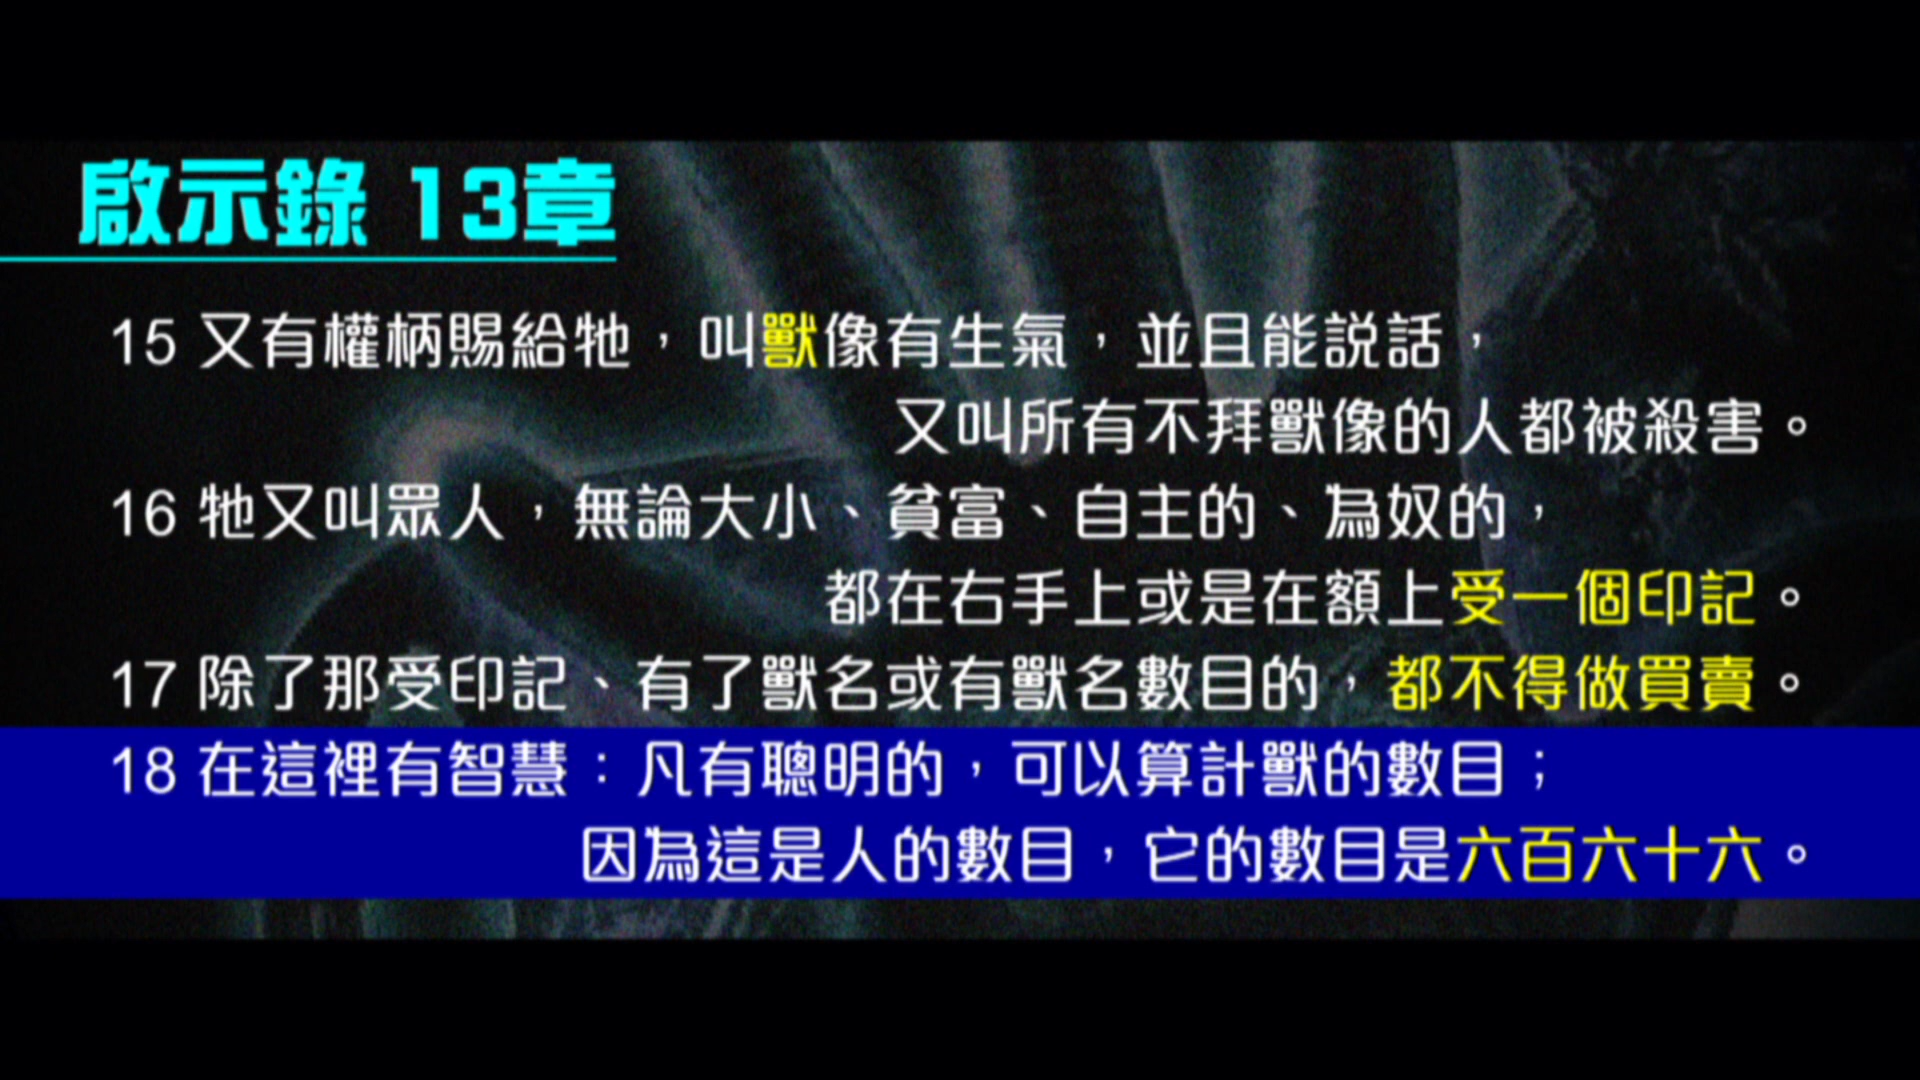 啟示錄 13章
15 又有權柄賜給牠，叫獸像有生氣，並且能説話，
又叫所有不拜獸像的人都被殺害。
16 牠又叫眾人，無論大小、貧富、自主的、為奴的，
都在右手上或是在額上受一個印記。
17 除了那受印記、有了獸名或有獸名數目的，都不得做買賣。
18 在這裡有智慧：凡有聰明的，可以算計獸的數目；
因為這是人的數目，它的數目是六百六十六。